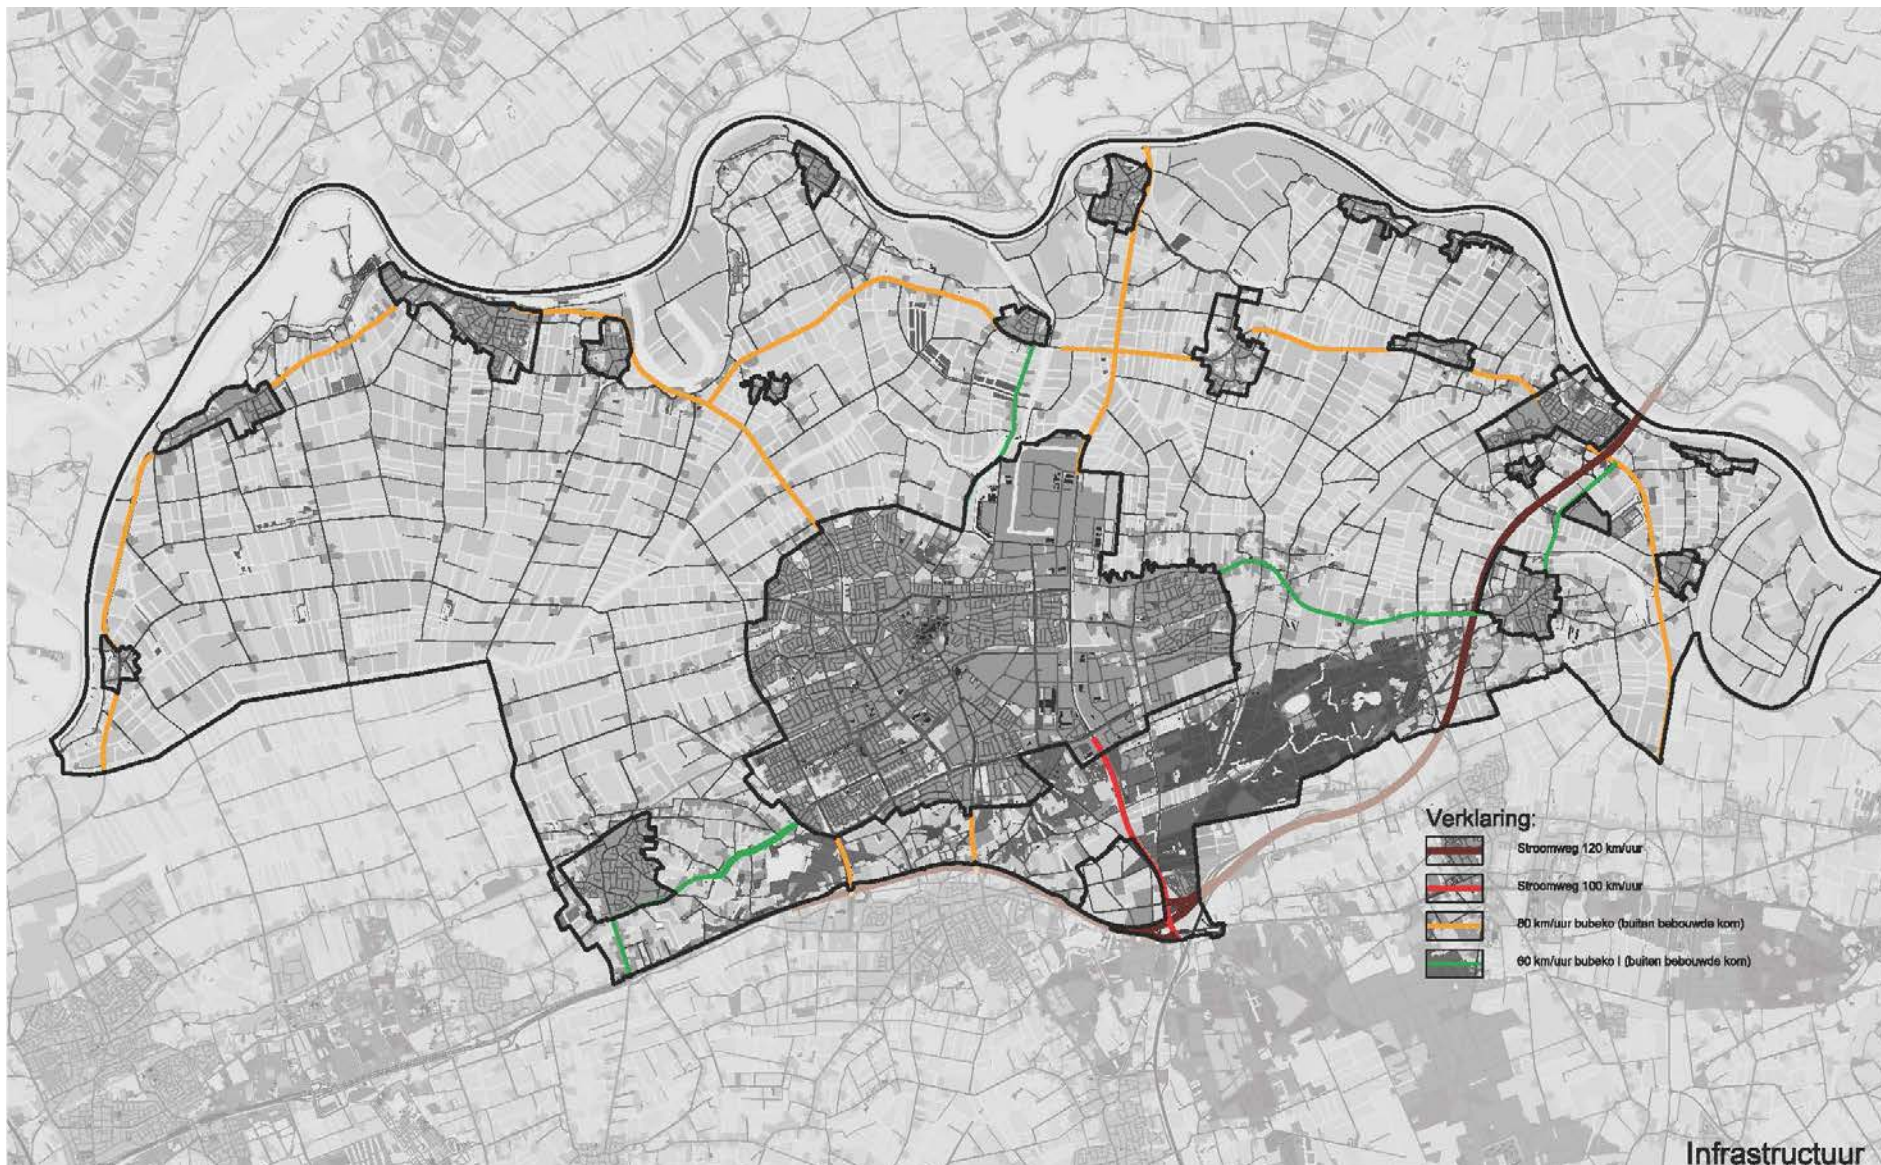 Verklaring:
Stroomweg 120 km/uur
Stroomweg 100 km/uur
80 km/uur bubeko (buiten bebouwde kom)
60 km/uur bubeko I (buiten bebouwde kom)
Infrastructuur